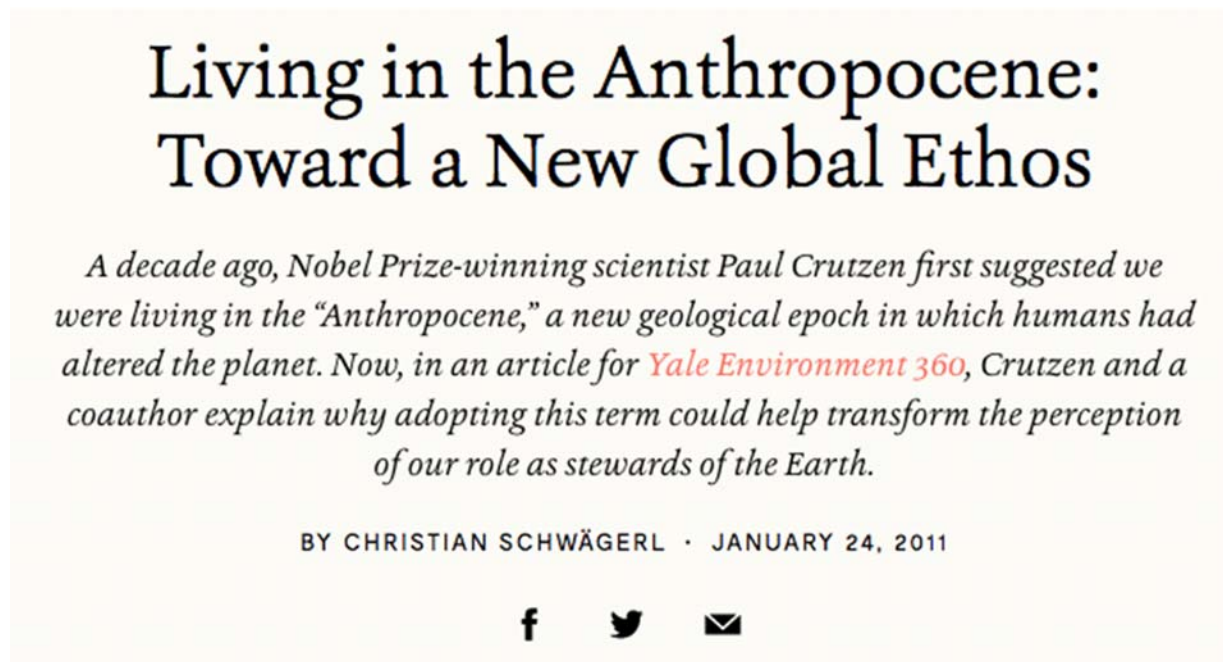 Living in the Anthropocene:
Toward a New Global Ethos
A decade ago, Nobel Prize-winning scientist Paul Crutzen first suggested we
were living in the “Anthropocene,” a new geological epoch in which humans had
altered the planet. Now, in an article for Yale Environment 360, Crutzen and a
coauthor explain why adopting this term could help transform the perception
of our role as stewards of the Earth.
BY CHRISTIAN SCHWÄGERL · JANUARY 24, 2011